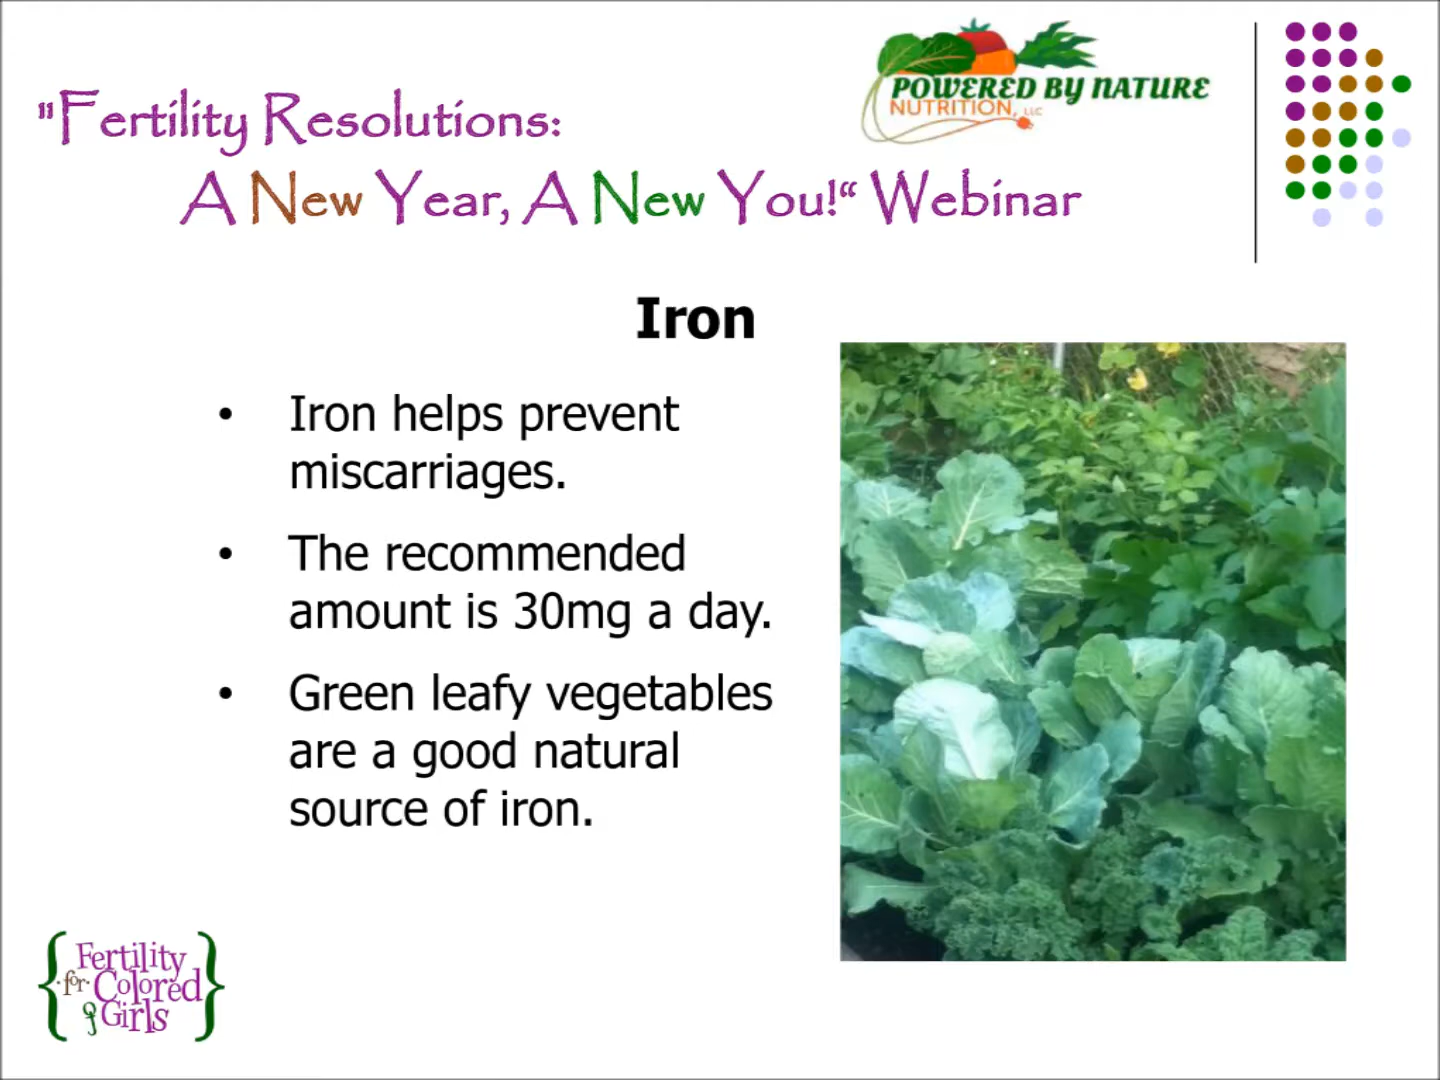 "Fertility Resolutions:
A New Year, A New You!“ Webinar
POWERED BY NATURE
NUTRITION, LLC
Iron
• Iron helps prevent
miscarriages.
• The recommended
amount is 30mg a day.
• Green leafy vegetables
are a good natural
source of iron.
{Fertility
·for· Colored
Girls}